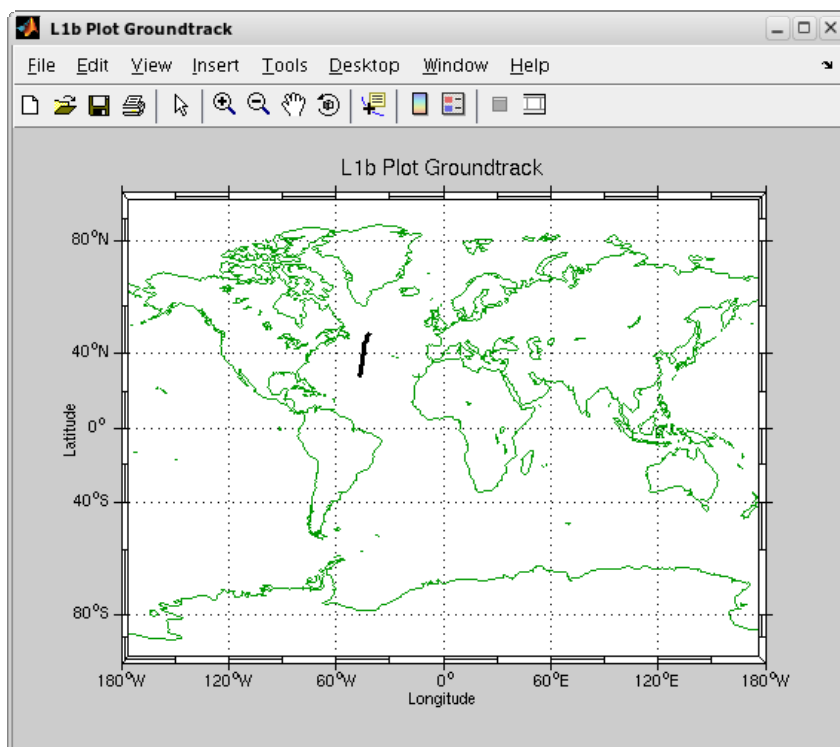 L1b Plot Groundtrack
File Edit View Insert Tools Desktop Window Help
L1b Plot Groundtrack
80°N
40°N
0°
40°S
80°S
Latitude
180°W 120°W 60°W 0° 60°E 120°E 180°W
Longitude